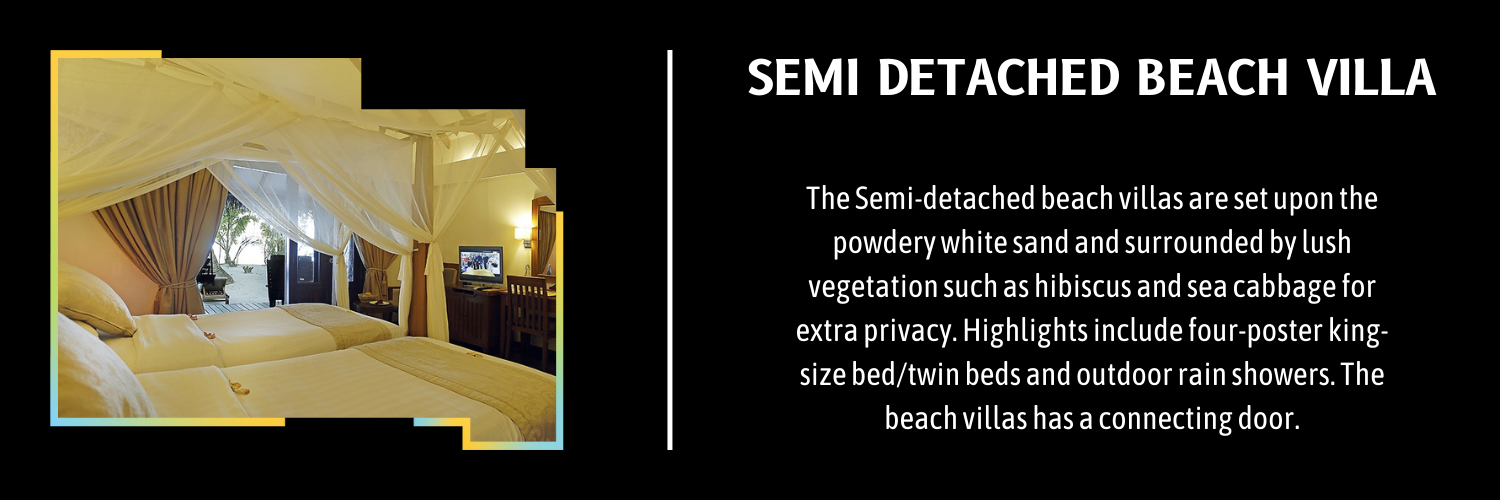 SEMI DETACHED BEACH VILLA
The Semi-detached beach villas are set upon the
powdery white sand and surrounded by lush
vegetation such as hibiscus and sea cabbage for
extra privacy. Highlights include four-poster king-
size bed/twin beds and outdoor rain showers. The
beach villas has a connecting door.